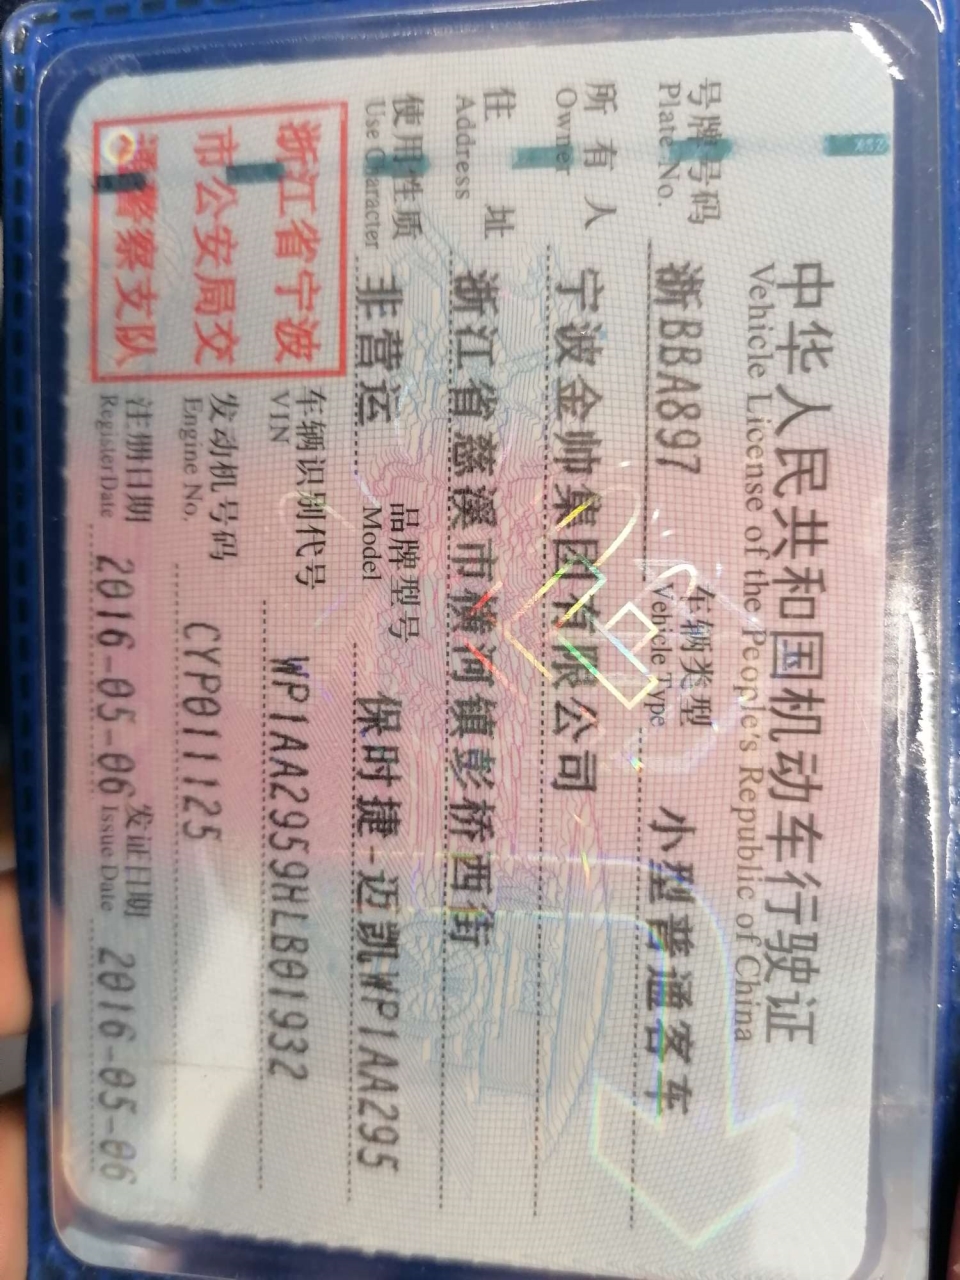 中华人民共和国机动车行驶证
Vehicle License of the People's Republic of China
号牌号码 浙BBA897 车辆类型 小型普通客车
Plate No. Vehicle Type
所有人 宁波金帅集团有限公司
Owner
住址 浙江省慈溪市横河镇彭桥西街
Address
使用性质 非营运 品牌型号 保时捷-迈凯WP1AA295
Use Character Model
浙江省宁波
市公安局交
通警察支队
车辆识别代号 WP1AA2959HLB01932
VIN
发动机号码 CYP011125
Engine No.
注册日期 2016-05-06 发证日期 2016-05-06
RegisterDate Issue Date